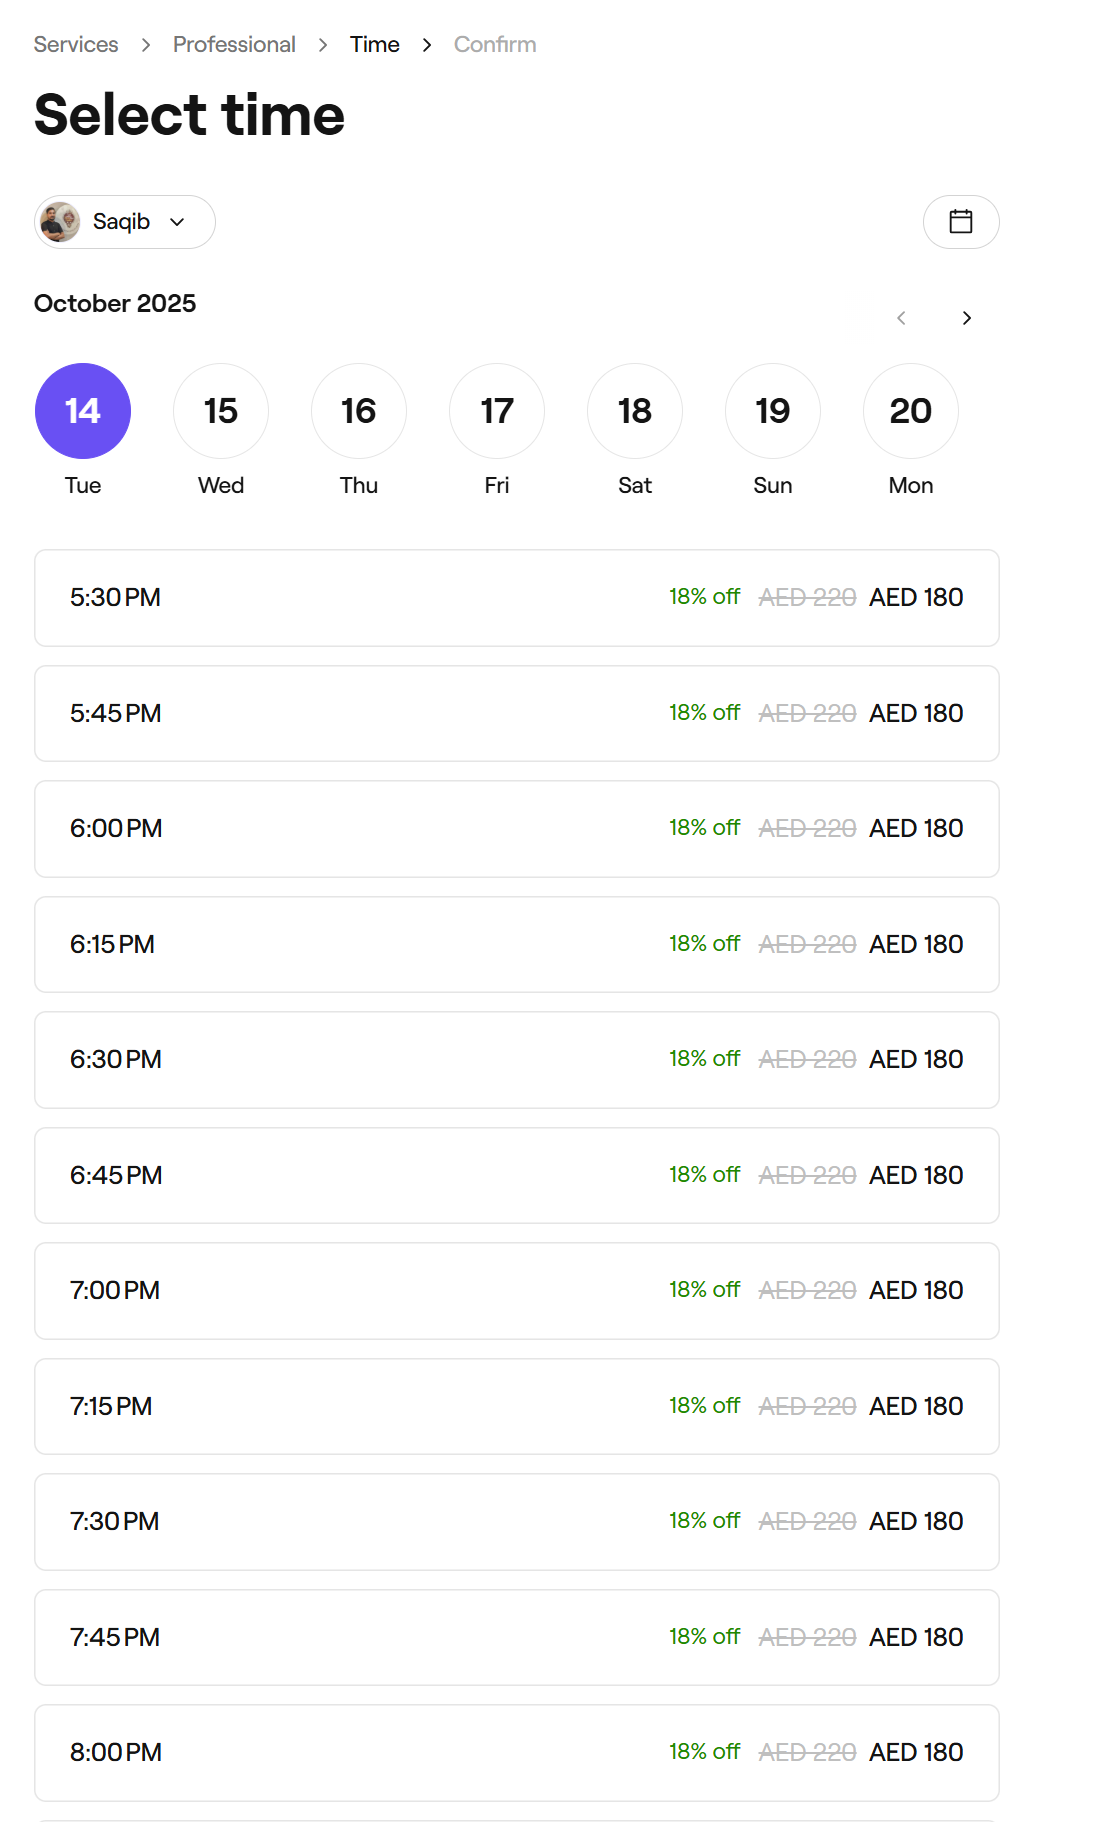 Services > Professional > Time > Confirm
Select time
Saqib
October 2025
14 15 16 17 18 19 20
Tue Wed Thu Fri Sat Sun Mon
5:30 PM 18% off AED 220 AED 180
5:45 PM 18% off AED 220 AED 180
6:00 PM 18% off AED 220 AED 180
6:15 PM 18% off AED 220 AED 180
6:30 PM 18% off AED 220 AED 180
6:45 PM 18% off AED 220 AED 180
7:00 PM 18% off AED 220 AED 180
7:15 PM 18% off AED 220 AED 180
7:30 PM 18% off AED 220 AED 180
7:45 PM 18% off AED 220 AED 180
8:00 PM 18% off AED 220 AED 180